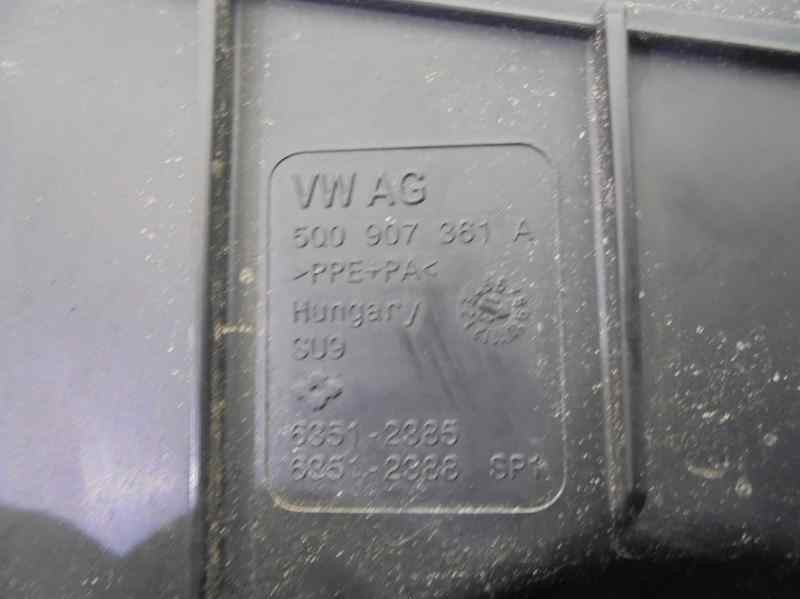 VW AG
5Q0 907 361 A
>PPE+PA<
Hungary
SU9
6351-2385
6351-2388 SP1